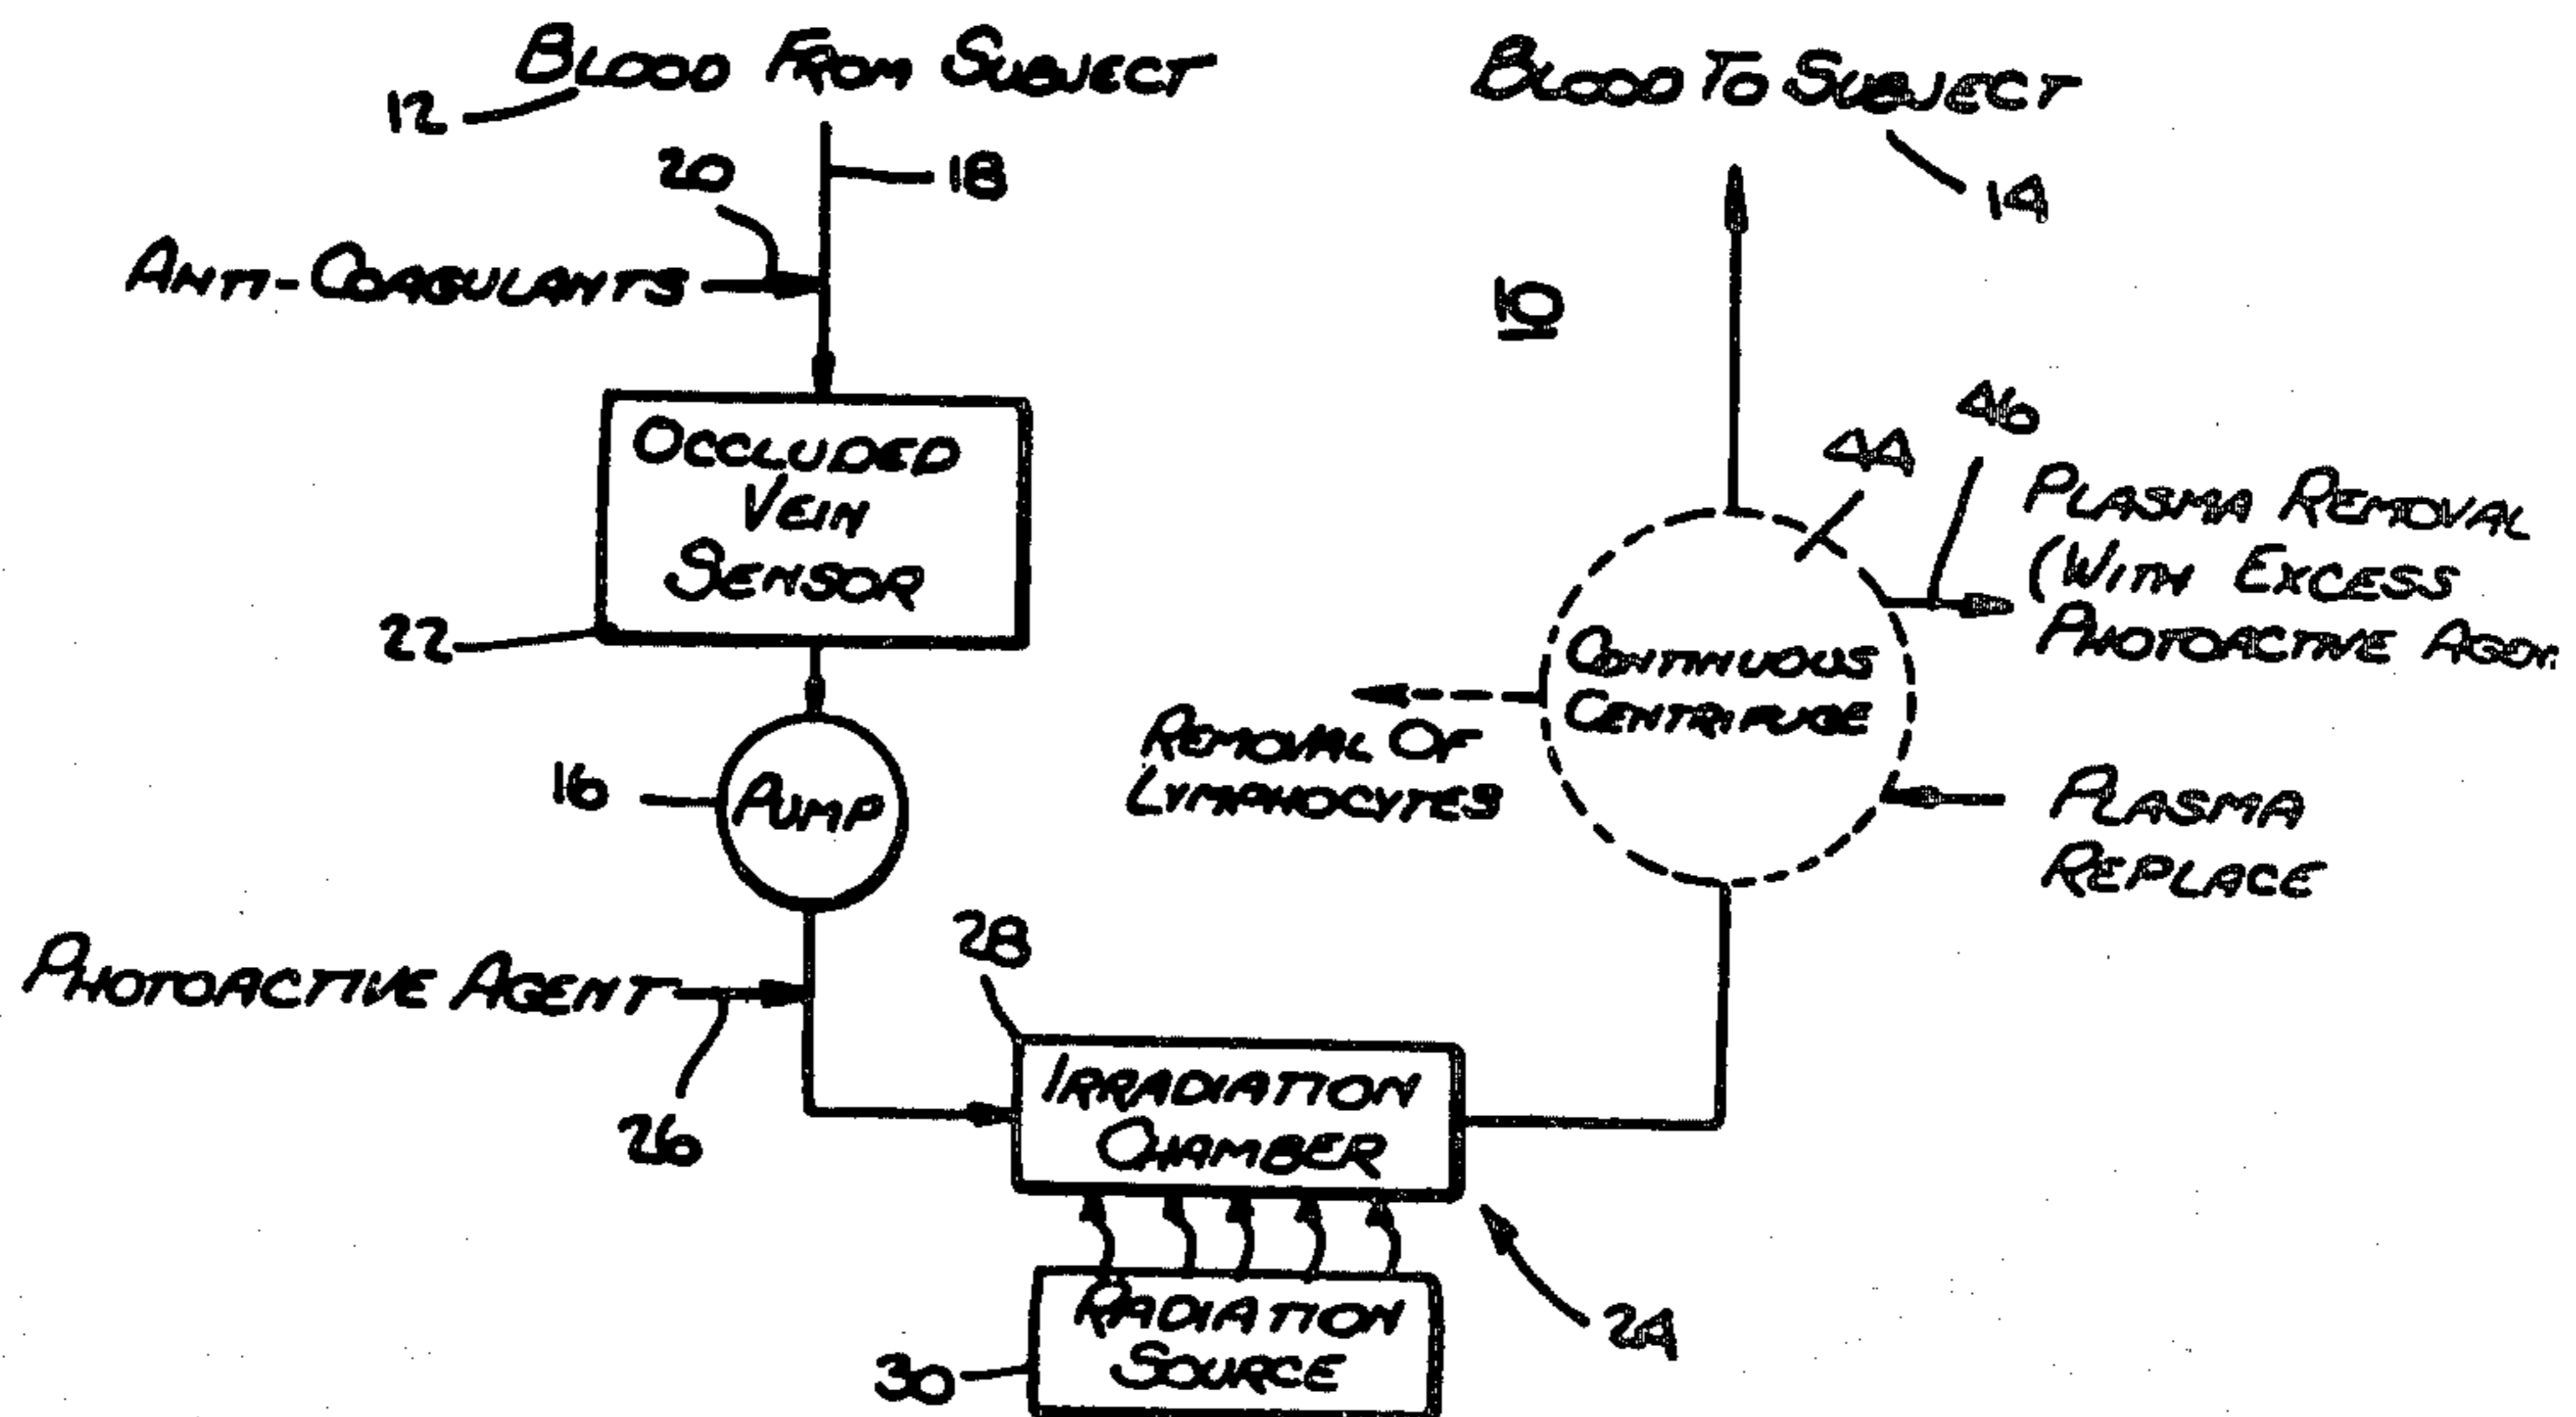 BLOOD FROM SUBJECT
12
18
20
ANTI-COAGULANTS
OCCLUDED
VEIN
SENSOR
22
16
PUMP
PHOTOACTIVE AGENT
26
28
IRRADIATION
CHAMBER
24
RADIATION
SOURCE
30
BLOOD TO SUBJECT
14
10
44
46
PLASMA REMOVAL
(WITH EXCESS
PHOTOACTIVE
CONTINUOUS
CENTRIFUGE
REMOVAL OF
LYMPHOCYTES
PLASMA
REPLACE